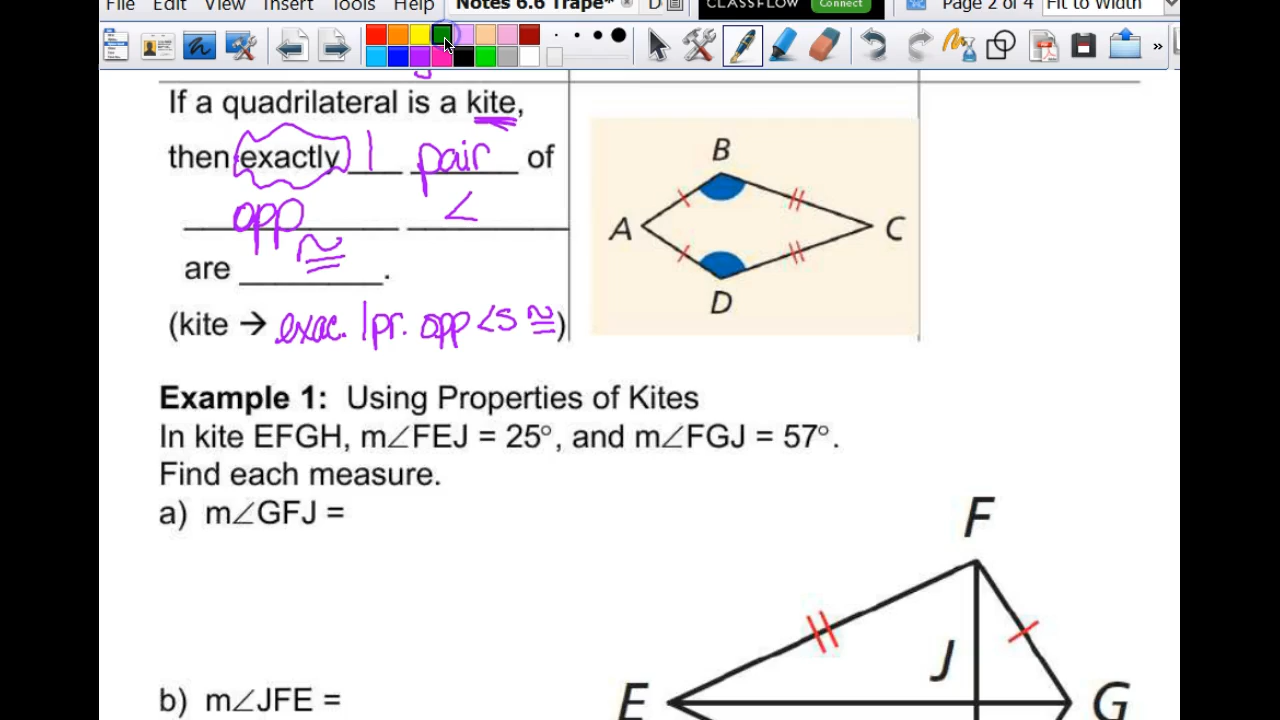 File Edit View Insert Tools Help Notes 6.6 Trape* D CLASSFLOW Connect Page 2 of 4 Fit to Width
If a quadrilateral is a kite,
then exactly 1 pair of
opp <
are ≅.
(kite → exac. 1 pr. opp <s ≅)
B
A
C
D
Example 1: Using Properties of Kites
In kite EFGH, m∠FEJ = 25°, and m∠FGJ = 57°.
Find each measure.
a) m∠GFJ =
F
J
b) m∠JFE =
E
G